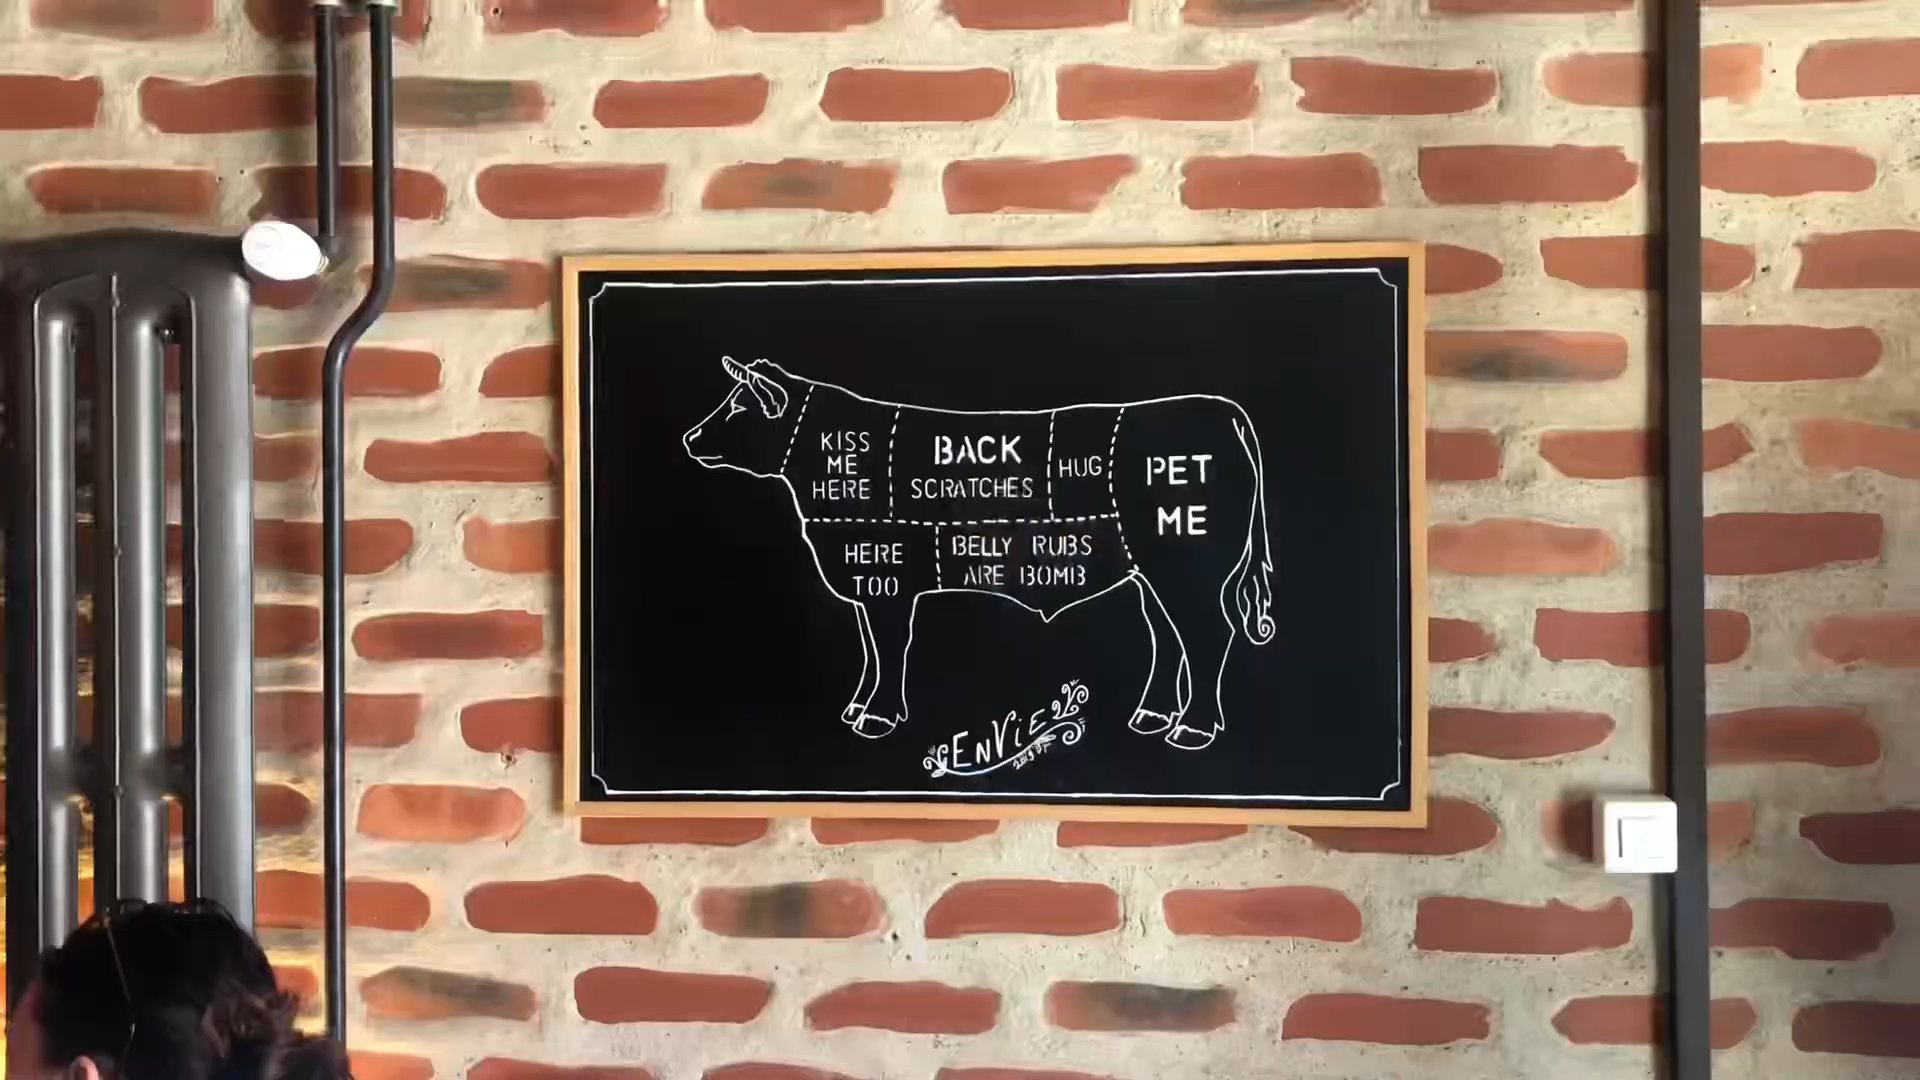 KISS
ME
HERE
BACK
SCRATCHES
HUG
PET
ME
HERE
TOO
BELLY RUBS
ARE BOMB
ENViE